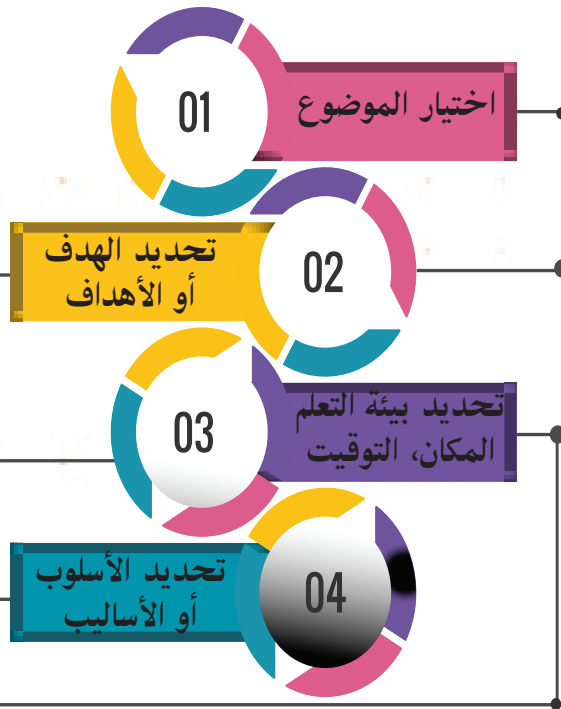 01
اختيار الموضوع
02
تحديد الهدف
أو الأهداف
03
تحديد بيئة التعلم
المكان، التوقيت
04
تحديد الأسلوب
أو الأساليب